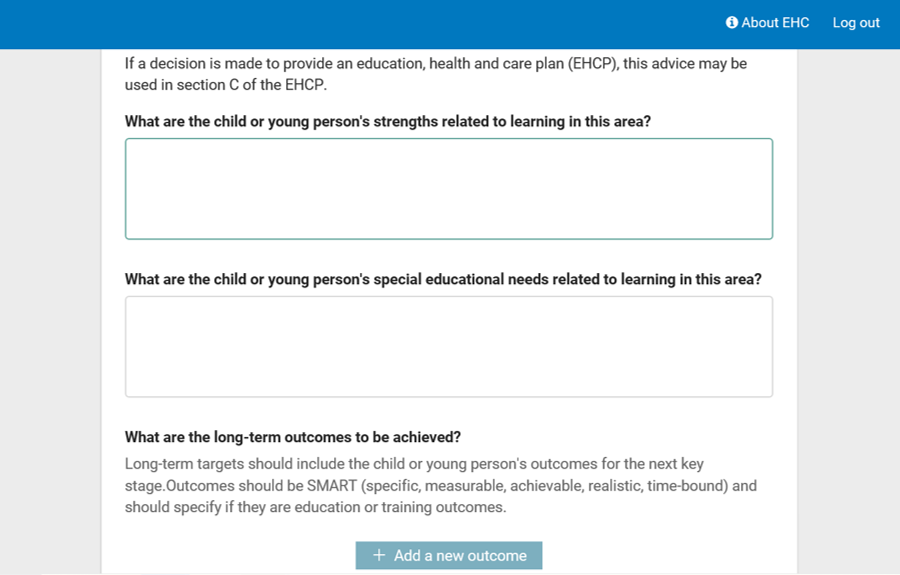 About EHC Log out
If a decision is made to provide an education, health and care plan (EHCP), this advice may be
used in section C of the EHCP.
What are the child or young person's strengths related to learning in this area?
What are the child or young person's special educational needs related to learning in this area?
What are the long-term outcomes to be achieved?
Long-term targets should include the child or young person's outcomes for the next key
stage.Outcomes should be SMART (specific, measurable, achievable, realistic, time-bound) and
should specify if they are education or training outcomes.
+ Add a new outcome